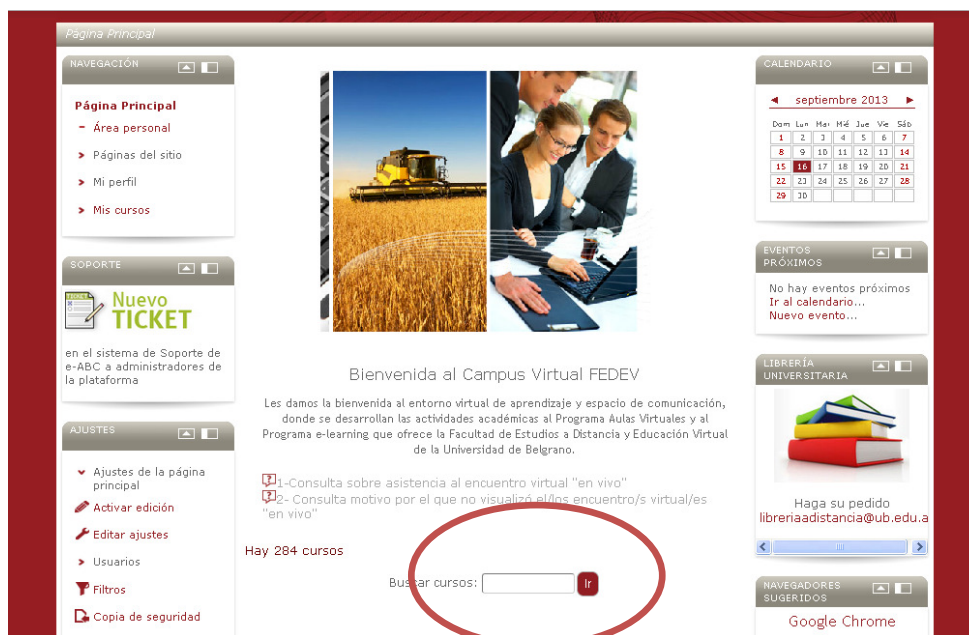 Página Principal
NAVEGACIÓN
Página Principal
Área personal
Páginas del sitio
Mi perfil
Mis cursos
SOPORTE
TICKET
Nuevo
TICKET
en el sistema de Soporte de
e-ABC a administradores de
la plataforma
AJUSTES
Ajustes de la página
principal
Activar edición
Editar ajustes
Usuarios
Filtros
Copia de seguridad
Bienvenida al Campus Virtual FEDEV
Les damos la bienvenida al entorno virtual de aprendizaje y espacio de comunicación,
donde se desarrollan las actividades académicas al Programa Aulas Virtuales y al
Programa e-learning que ofrece la Facultad de Estudios a Distancia y Educación Virtual
de la Universidad de Belgrano.
1-Consulta sobre asistencia al encuentro virtual "en vivo"
2- Consulta motivo por el que no visualizó el/los encuentro/s virtual/es
"en vivo"
Hay 284 cursos
Buscar cursos: Ir
CALENDARIO
◄ septiembre 2013 ►
Dom Lun Mar Mié Jue Vie Sáb
1 2 3 4 5 6 7
8 9 10 11 12 13 14
15 16 17 18 19 20 21
22 23 24 25 26 27 28
29 30
EVENTOS
PRÓXIMOS
No hay eventos próximos
Ir al calendario...
Nuevo evento...
LIBRERÍA
UNIVERSITARIA
Haga su pedido
libreriaadistancia@ub.edu.a
NAVEGADORES
SUGERIDOS
Google Chrome